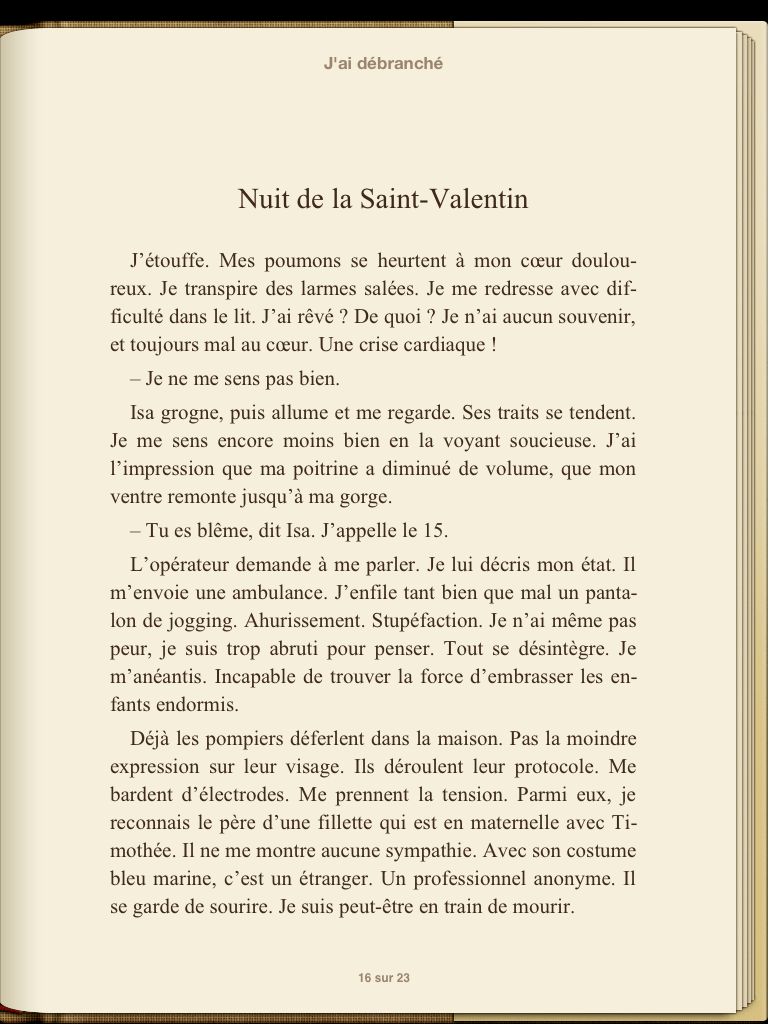 J'ai débranché
Nuit de la Saint-Valentin
J’étouffe. Mes poumons se heurtent à mon cœur doulou-
reux. Je transpire des larmes salées. Je me redresse avec dif-
ficulté dans le lit. J’ai rêvé ? De quoi ? Je n’ai aucun souvenir,
et toujours mal au cœur. Une crise cardiaque !
– Je ne me sens pas bien.
Isa grogne, puis allume et me regarde. Ses traits se tendent.
Je me sens encore moins bien en la voyant soucieuse. J’ai
l’impression que ma poitrine a diminué de volume, que mon
ventre remonte jusqu’à ma gorge.
– Tu es blême, dit Isa. J’appelle le 15.
L’opérateur demande à me parler. Je lui décris mon état. Il
m’envoie une ambulance. J’enfile tant bien que mal un panta-
lon de jogging. Ahurissement. Stupéfaction. Je n’ai même pas
peur, je suis trop abruti pour penser. Tout se désintègre. Je
m’anéantis. Incapable de trouver la force d’embrasser les en-
fants endormis.
Déjà les pompiers déferlent dans la maison. Pas la moindre
expression sur leur visage. Ils déroulent leur protocole. Me
bardent d’électrodes. Me prennent la tension. Parmi eux, je
reconnais le père d’une fillette qui est en maternelle avec Ti-
mothée. Il ne me montre aucune sympathie. Avec son costume
bleu marine, c’est un étranger. Un professionnel anonyme. Il
se garde de sourire. Je suis peut-être en train de mourir.
16 sur 23